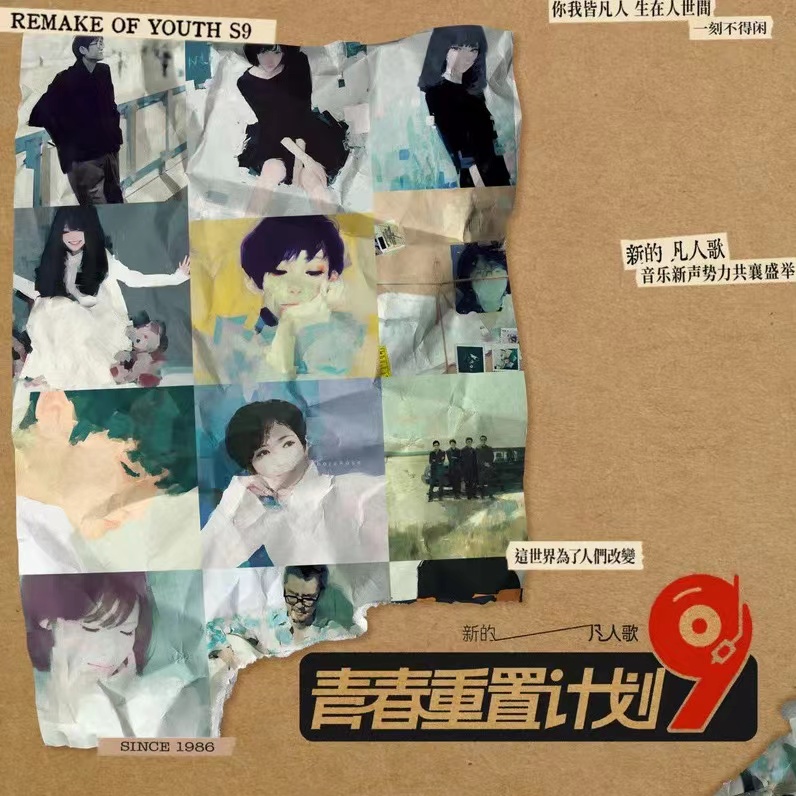 你我皆凡人 生在人世間
一刻不得闲
REMAKE OF YOUTH S9
新的 凡人歌
音乐新声势力共襄盛举
這世界為了人們改變
新的 凡人歌
青春重置计划9
SINCE 1986